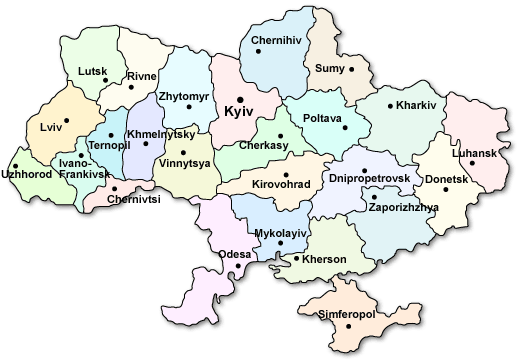 Chernihiv
Sumy
Lutsk
Rivne
Zhytomyr
Kyiv
Kharkiv
Poltava
Lviv
Khmelnytsky
Ternopil
Cherkasy
Luhansk
Ivano-
Frankivsk
Vinnytsya
Uzhhorod
Dnipropetrovsk
Kirovohrad
Donetsk
Chernivtsi
Zaporizhzhya
Mykolayiv
Odesa
Kherson
Simferopol